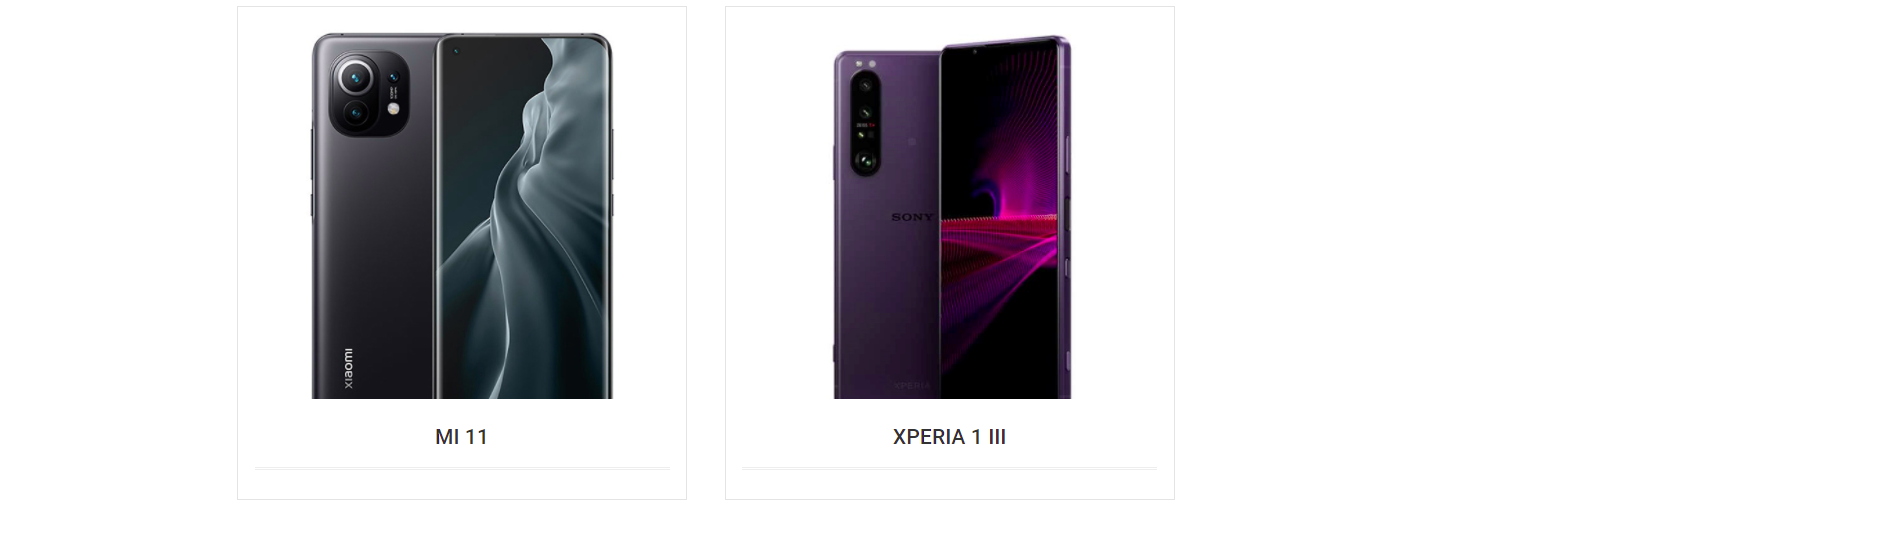 xiaomi
SONY
XPERIA
MI 11
XPERIA 1 III